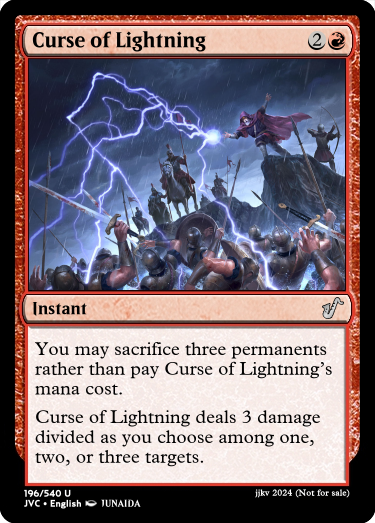 Curse of Lightning 2
Instant
You may sacrifice three permanents
rather than pay Curse of Lightning's
mana cost.
Curse of Lightning deals 3 damage
divided as you choose among one,
two, or three targets.
196/540 U
JVC • English JUNAIDA
jjkv 2024 (Not for sale)